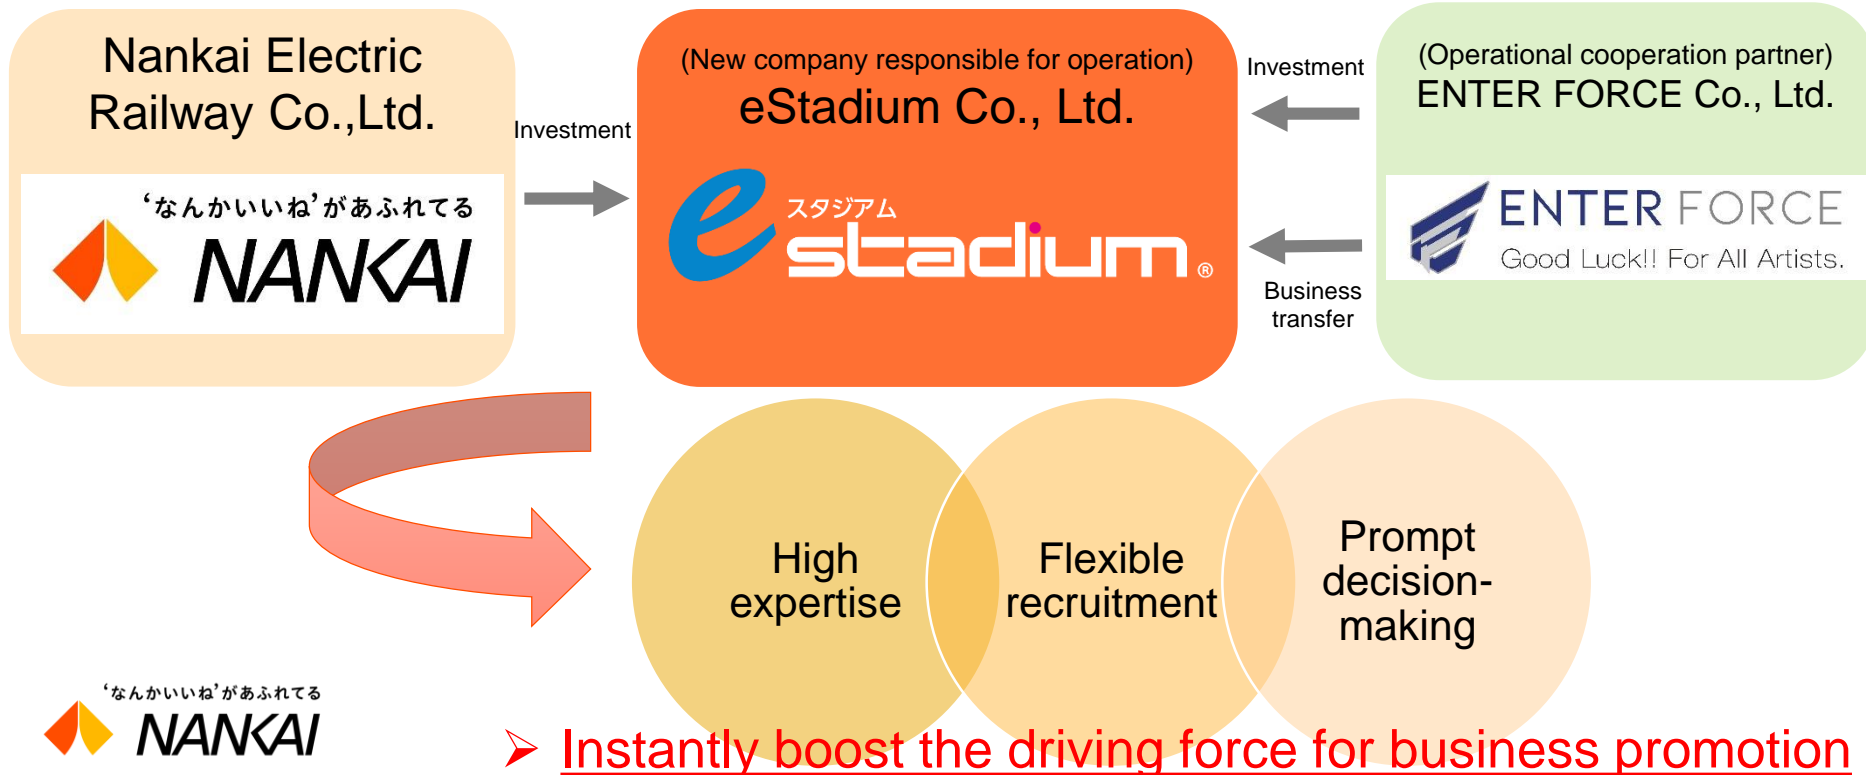 Nankai Electric
Railway Co.,Ltd.
‘なんかいいね’があふれてる
NANKAI
Investment
(New company responsible for operation)
eStadium Co., Ltd.
スタジアム
e stadium ®
Investment
Business
transfer
(Operational cooperation partner)
ENTER FORCE Co., Ltd.
ENTER FORCE
Good Luck!! For All Artists.
High
expertise
Flexible
recruitment
Prompt
decision-
making
‘なんかいいね’があふれてる
NANKAI
➢ Instantly boost the driving force for business promotion